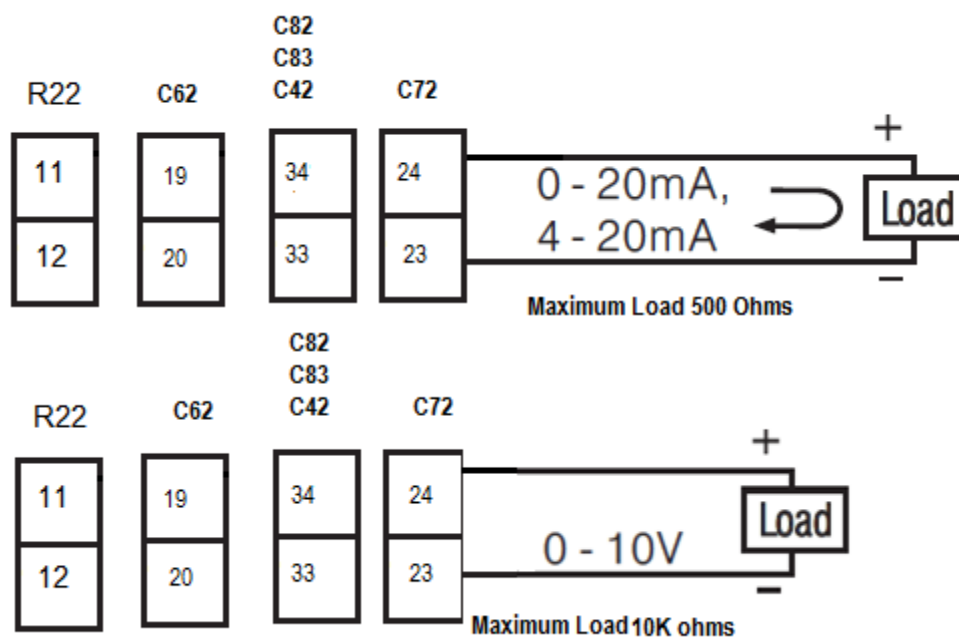 C82
C83
R22 C62 C42 C72
+
11 19 34 24
0 - 20mA,
Load
12 20 33 23
4 - 20mA
−
Maximum Load 500 Ohms
C82
C83
R22 C62 C42 C72
+
11 19 34 24
Load
12 20 33 23
0 - 10V
−
Maximum Load 10K ohms